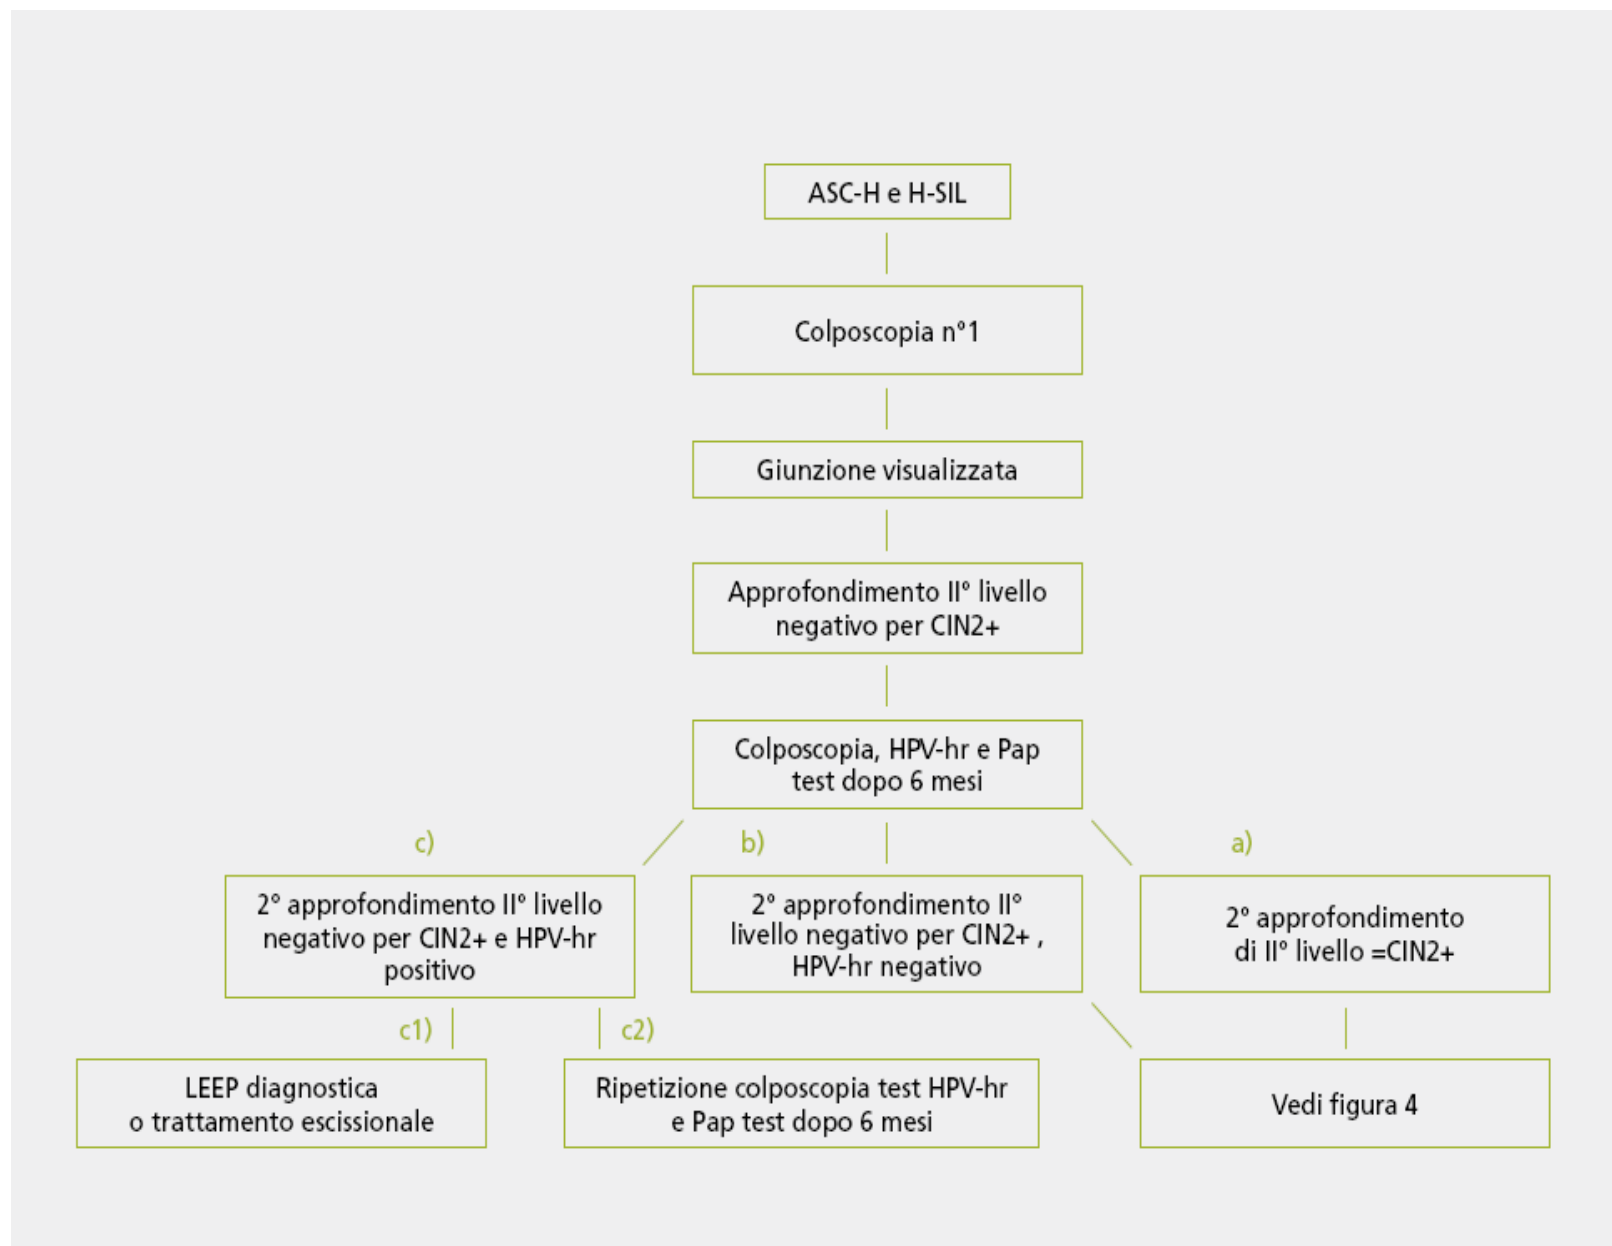 ASC-H e H-SIL
Colposcopia n°1
Giunzione visualizzata
Approfondimento II° livello
negativo per CIN2+
Colposcopia, HPV-hr e Pap
test dopo 6 mesi
c)
b)
a)
2° approfondimento II° livello
negativo per CIN2+ e HPV-hr
positivo
2° approfondimento II°
livello negativo per CIN2+ ,
HPV-hr negativo
2° approfondimento
di II° livello =CIN2+
c1)
c2)
LEEP diagnostica
o trattamento escissionale
Ripetizione colposcopia test HPV-hr
e Pap test dopo 6 mesi
Vedi figura 4